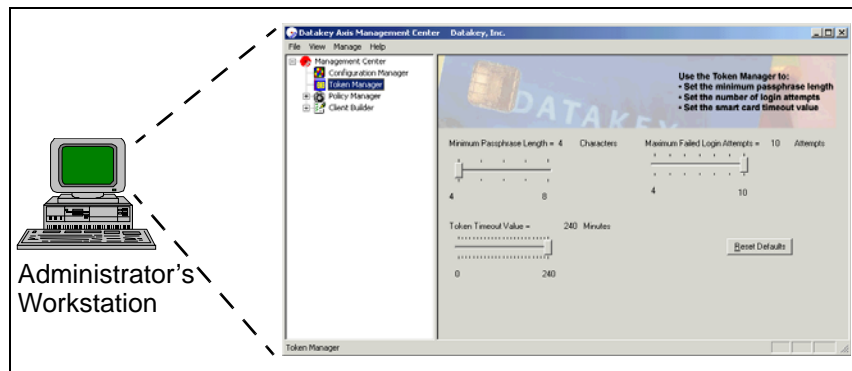 Datakey Axis Management Center Datakey, Inc.
File View Manage Help
Management Center
Configuration Manager
Token Manager
Policy Manager
Client Builder
DATAKEY
Use the Token Manager to:
• Set the minimum passphrase length
• Set the number of login attempts
• Set the smart card timeout value
Minimum Passphrase Length = 4 Characters
4 8
Maximum Failed Login Attempts = 10 Attempts
4 10
Token Timeout Value = 240 Minutes
0 240
Reset Defaults
Token Manager
Administrator's
Workstation